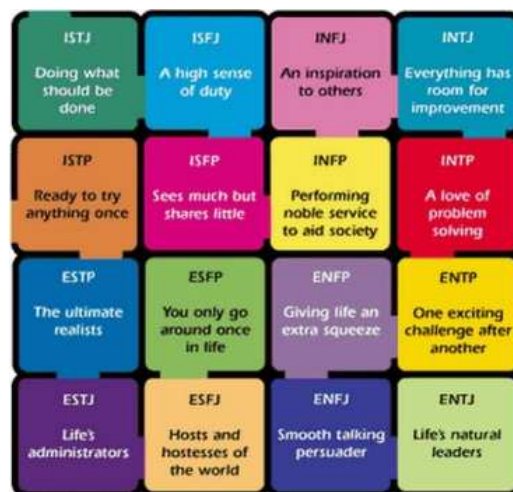 ISTJ
Doing what
should be
done
ISFJ
A high sense
of duty
INFJ
An inspiration
to others
INTJ
Everything has
room for
improvement
ISTP
Ready to try
anything once
ISFP
Sees much but
shares little
INFP
Performing
noble service
to aid society
INTP
A love of
problem
solving
ESTP
The ultimate
realists
ESFP
You only go
around once
in life
ENFP
Giving life an
extra squeeze
ENTP
One exciting
challenge after
another
ESTJ
Life's
administrators
ESFJ
Hosts and
hostesses of
the world
ENFJ
Smooth talking
persuader
ENTJ
Life's natural
leaders